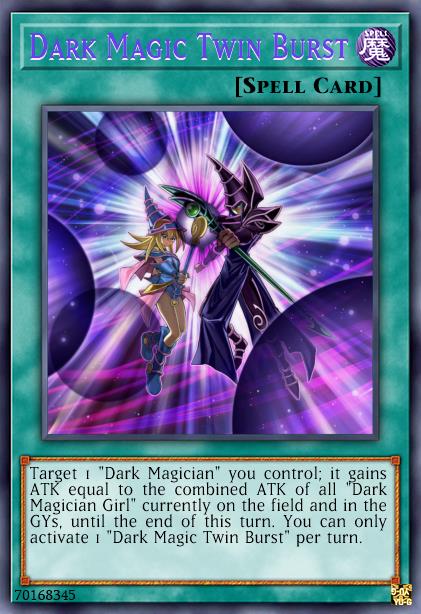 Dark Magic Twin Burst
SPELL
魔
[Spell Card]
Target 1 "Dark Magician" you control; it gains
ATK equal to the combined ATK of all "Dark
Magician Girl" currently on the field and in the
GYs, until the end of this turn. You can only
activate 1 "Dark Magic Twin Burst" per turn.
70168345